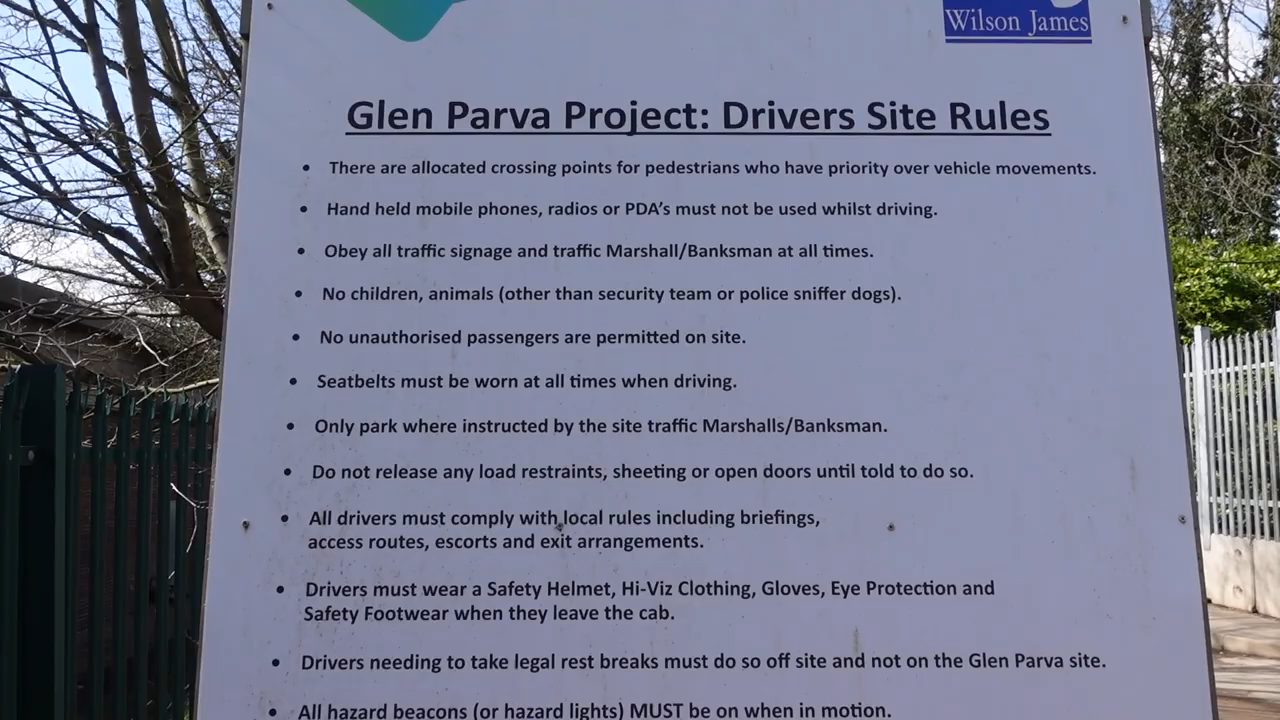 Wilson James
Glen Parva Project: Drivers Site Rules
• There are allocated crossing points for pedestrians who have priority over vehicle movements.
• Hand held mobile phones, radios or PDA's must not be used whilst driving.
• Obey all traffic signage and traffic Marshall/Banksman at all times.
• No children, animals (other than security team or police sniffer dogs).
• No unauthorised passengers are permitted on site.
• Seatbelts must be worn at all times when driving.
• Only park where instructed by the site traffic Marshalls/Banksman.
• Do not release any load restraints, sheeting or open doors until told to do so.
• All drivers must comply with local rules including briefings,
access routes, escorts and exit arrangements.
• Drivers must wear a Safety Helmet, Hi-Viz Clothing, Gloves, Eye Protection and
Safety Footwear when they leave the cab.
• Drivers needing to take legal rest breaks must do so off site and not on the Glen Parva site.
• All hazard beacons (or hazard lights) MUST be on when in motion.